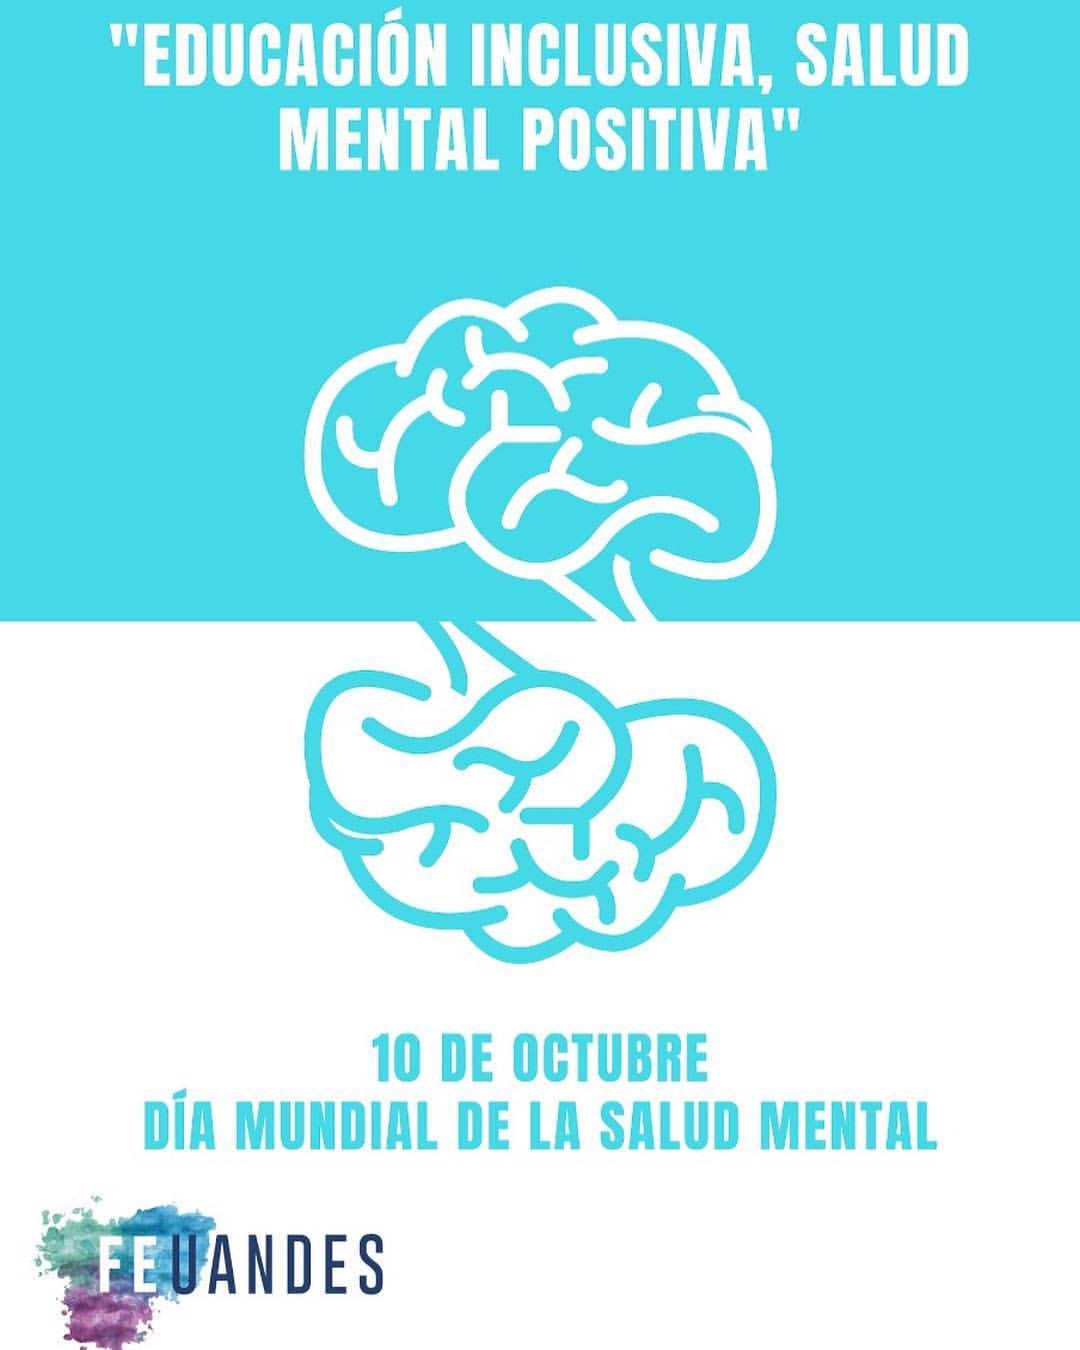 "EDUCACIÓN INCLUSIVA, SALUD
MENTAL POSITIVA"
10 DE OCTUBRE
DÍA MUNDIAL DE LA SALUD MENTAL
FEUANDES